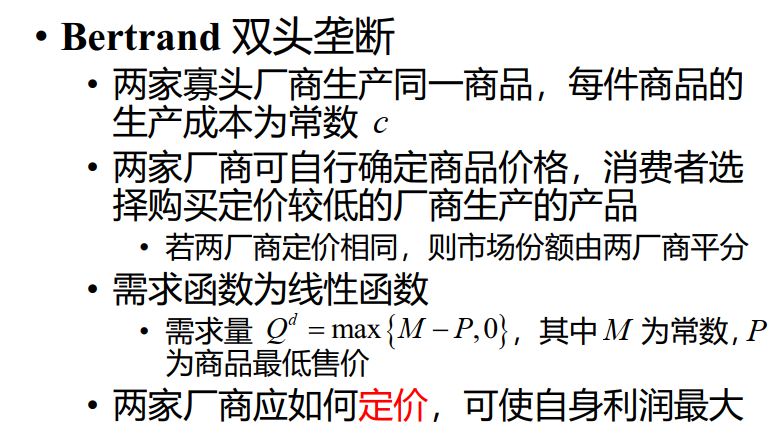 • Bertrand 双头垄断
• 两家寡头厂商生产同一商品，每件商品的
生产成本为常数 c
• 两家厂商可自行确定商品价格，消费者选
择购买定价较低的厂商生产的产品
• 若两厂商定价相同，则市场份额由两厂商平分
• 需求函数为线性函数
• 需求量 Q^d = max{M − P, 0}，其中 M 为常数，P
为商品最低售价
• 两家厂商应如何定价，可使自身利润最大